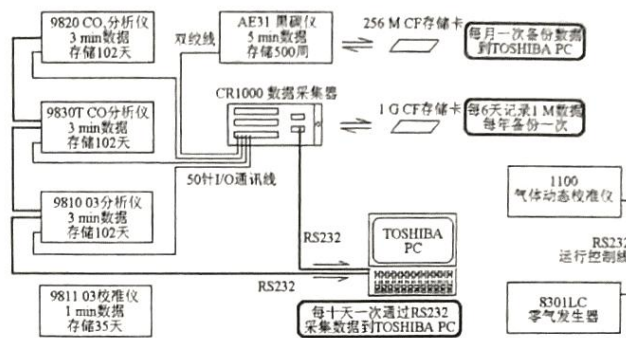 9820 CO₂分析仪
3 min数据
存储102天
双绞线
AE31 黑碳仪
5 min数据
存储500周
256 M CF存储卡
每月一次备份数据
到TOSHIBA PC
CR1000 数据采集器
9830T CO分析仪
3 min数据
存储102天
1 G CF存储卡
每6天记录1 M数据
每年备份一次
50针I/O通讯线
9810 03分析仪
3 min数据
存储102天
1100
气体动态校准仪
RS232
TOSHIBA
PC
RS232
运行控制线
RS232
9811 03校准仪
1 min数据
存储35天
每十天一次通过RS232
采集数据到TOSHIBA PC
8301LC
零气发生器